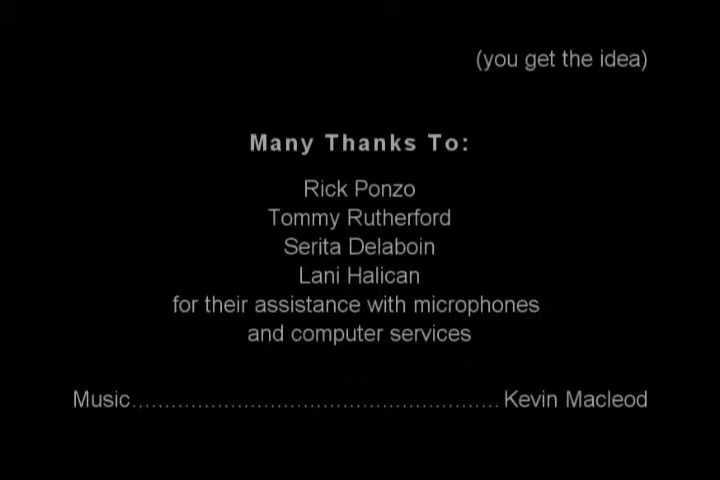 (you get the idea)
Many Thanks To:
Rick Ponzo
Tommy Rutherford
Serita Delaboin
Lani Halican
for their assistance with microphones
and computer services
Music........................................................Kevin Macleod